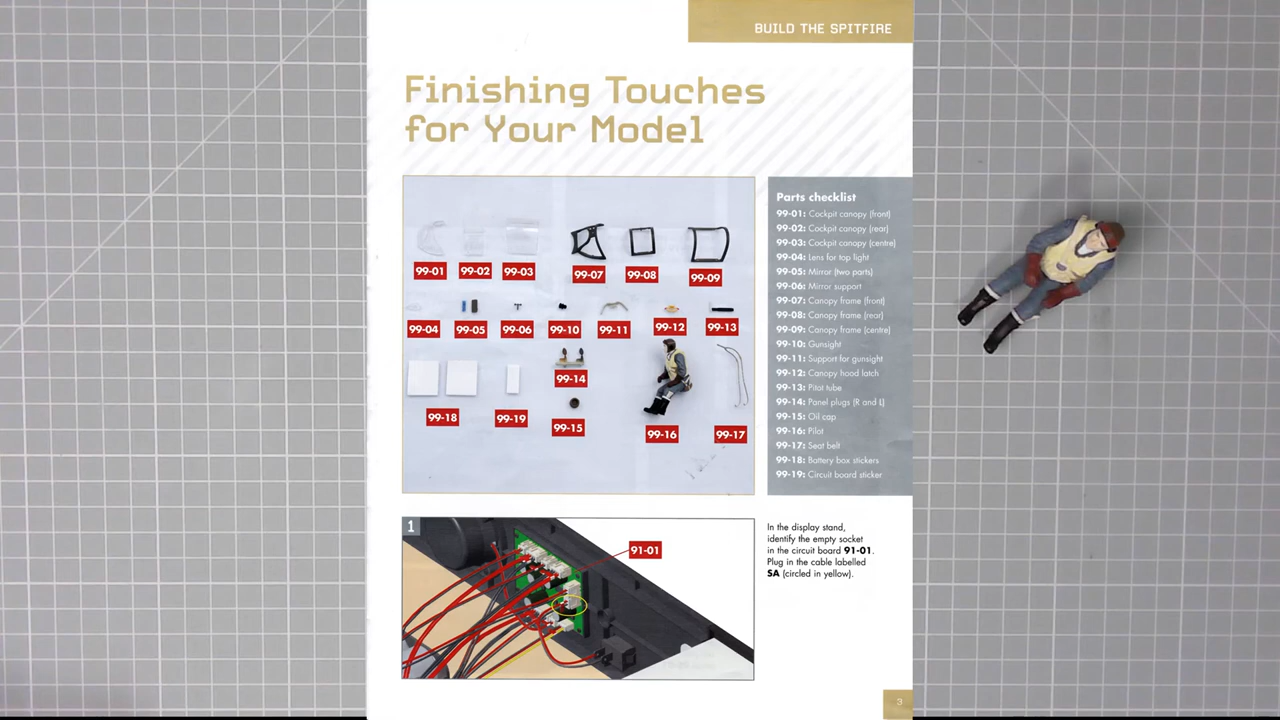 BUILD THE SPITFIRE
Finishing Touches
for Your Model
99-01
99-02
99-03
99-07
99-08
99-09
99-04
99-05
99-06
99-10
99-11
99-12
99-13
99-14
99-18
99-19
99-15
99-16
99-17
Parts checklist
99-01: Cockpit canopy (front)
99-02: Cockpit canopy (rear)
99-03: Cockpit canopy (centre)
99-04: Lens for top light
99-05: Mirror (two parts)
99-06: Mirror support
99-07: Canopy frame (front)
99-08: Canopy frame (rear)
99-09: Canopy frame (centre)
99-10: Gunsight
99-11: Support for gunsight
99-12: Canopy hood latch
99-13: Pitot tube
99-14: Panel plugs (R and L)
99-15: Oil cap
99-16: Pilot
99-17: Seat belt
99-18: Battery box stickers
99-19: Circuit board sticker
1
91-01
In the display stand,
identify the empty socket
in the circuit board 91-01.
Plug in the cable labelled
SA (circled in yellow).
3